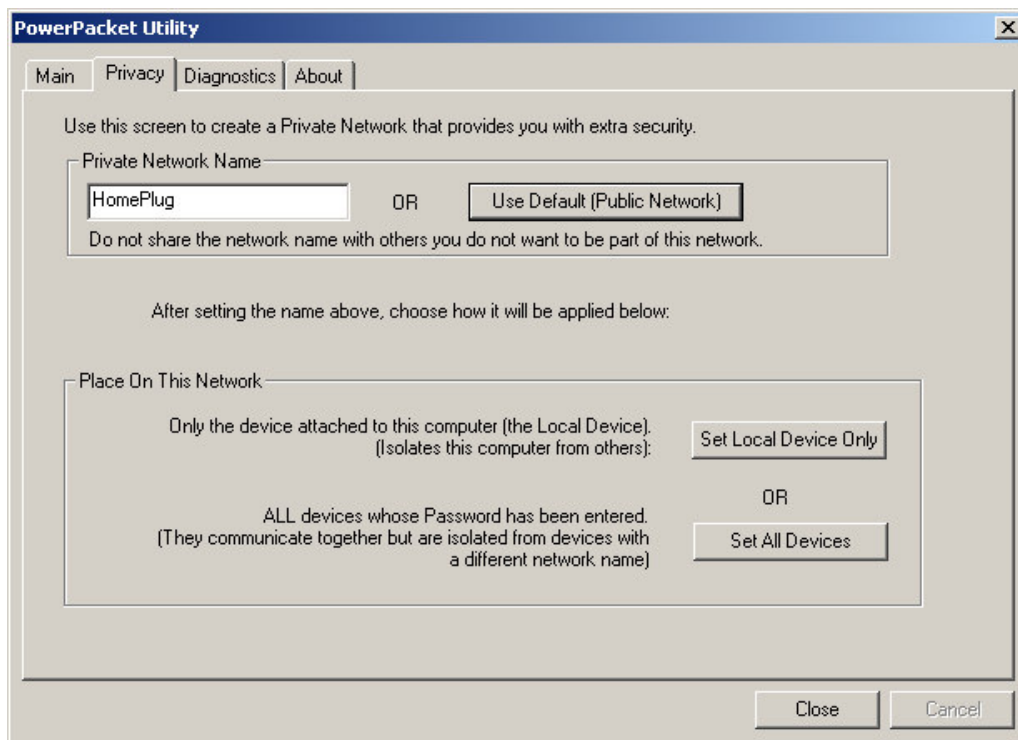 PowerPacket Utility
Main Privacy Diagnostics About
Use this screen to create a Private Network that provides you with extra security.
Private Network Name
HomePlug OR Use Default (Public Network)
Do not share the network name with others you do not want to be part of this network.
After setting the name above, choose how it will be applied below:
Place On This Network
Only the device attached to this computer (the Local Device).
(Isolates this computer from others):
Set Local Device Only
OR
ALL devices whose Password has been entered.
(They communicate together but are isolated from devices with
a different network name)
Set All Devices
Close Cancel